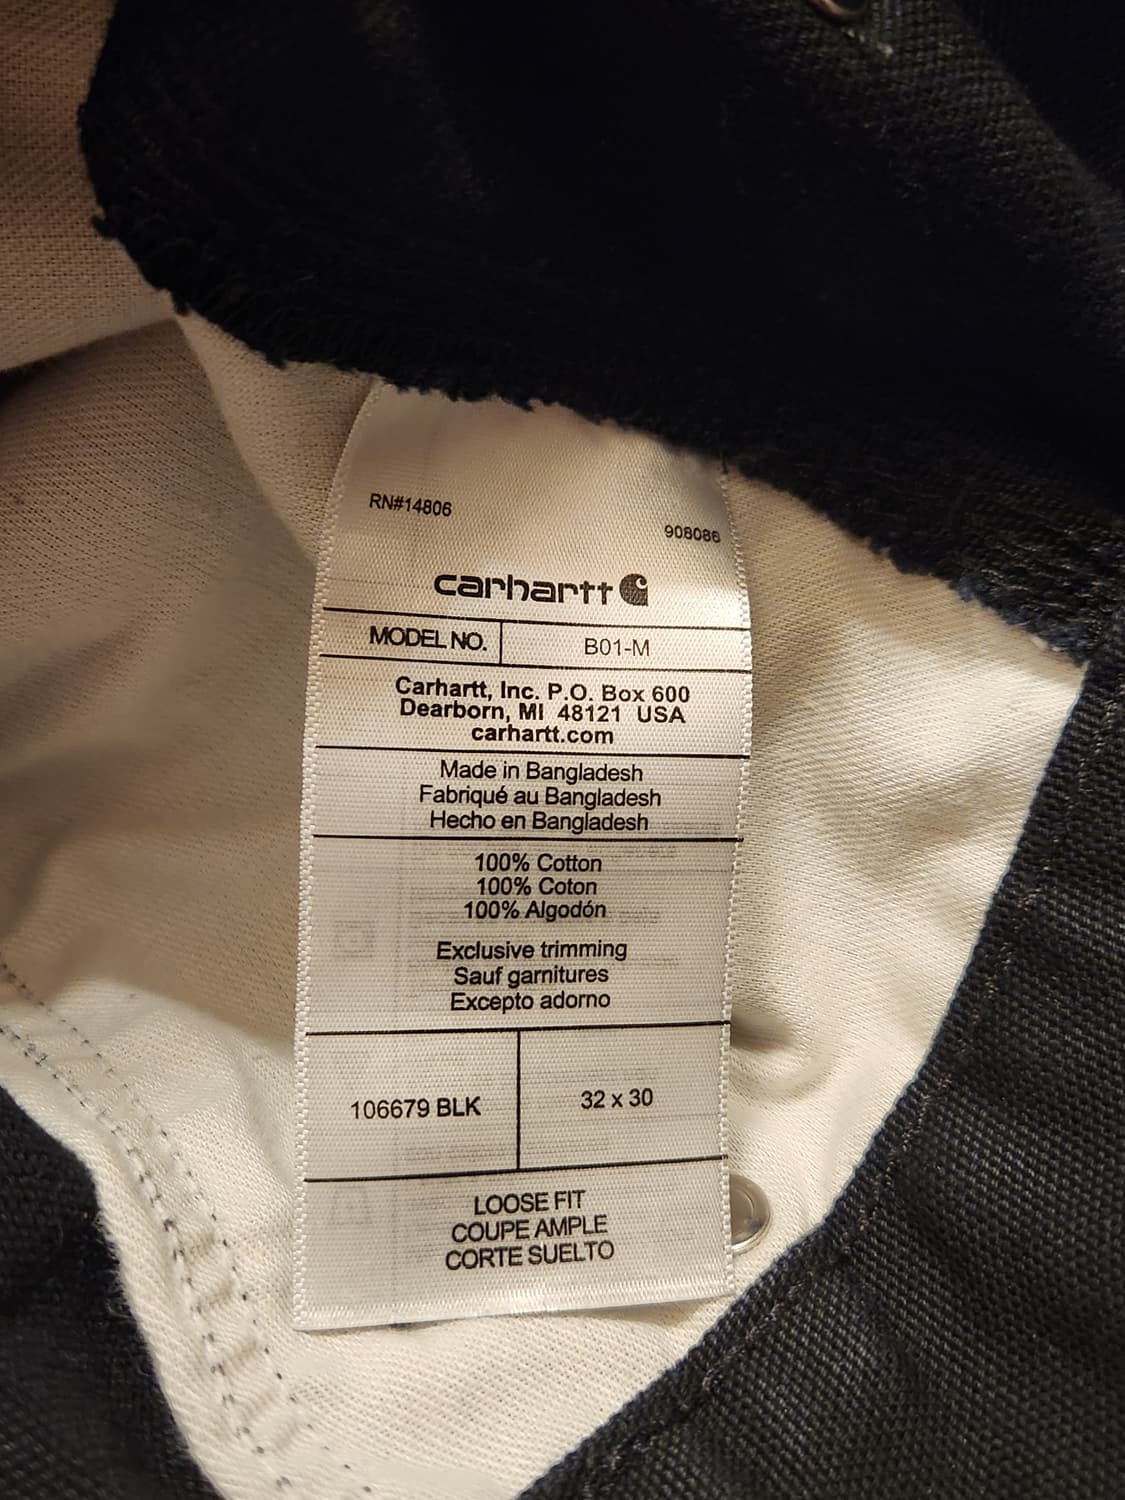 RN#14806
908086
carhartt
MODEL NO. B01-M
Carhartt, Inc. P.O. Box 600
Dearborn, MI 48121 USA
carhartt.com
Made in Bangladesh
Fabriqué au Bangladesh
Hecho en Bangladesh
100% Cotton
100% Coton
100% Algodón
Exclusive trimming
Sauf garnitures
Excepto adorno
106679 BLK 32 x 30
LOOSE FIT
COUPE AMPLE
CORTE SUELTO